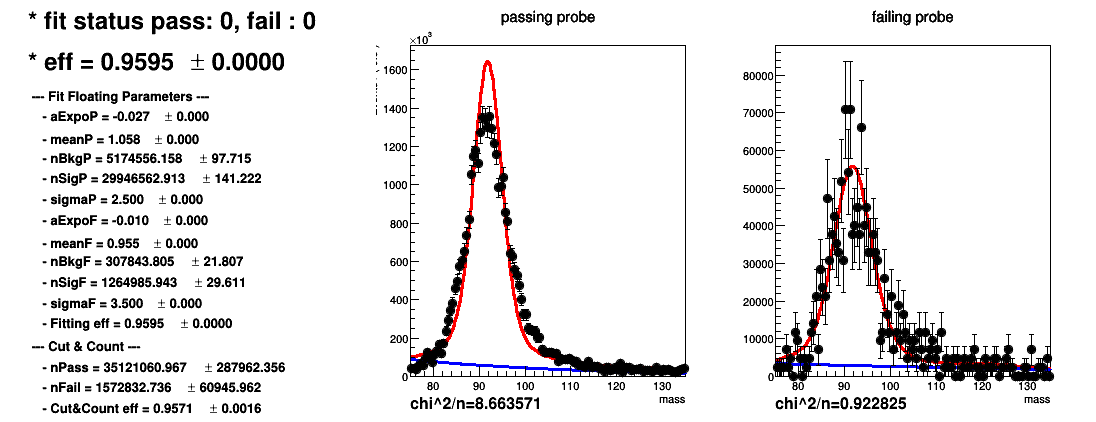 * fit status pass: 0, fail : 0
* eff = 0.9595 ± 0.0000
--- Fit Floating Parameters ---
- aExpoP = -0.027 ± 0.000
- meanP = 1.058 ± 0.000
- nBkgP = 5174556.158 ± 97.715
- nSigP = 29946562.913 ± 141.222
- sigmaP = 2.500 ± 0.000
- aExpoF = -0.010 ± 0.000
- meanF = 0.955 ± 0.000
- nBkgF = 307843.805 ± 21.807
- nSigF = 1264985.943 ± 29.611
- sigmaF = 3.500 ± 0.000
- Fitting eff = 0.9595 ± 0.0000
--- Cut & Count ---
- nPass = 35121060.967 ± 287962.356
- nFail = 1572832.736 ± 60945.962
- Cut&Count eff = 0.9571 ± 0.0016
passing probe
×10³
1600
1400
1200
1000
800
600
400
200
0
80 90 100 110 120 130
mass
chi^2/n=8.663571
failing probe
80000
70000
60000
50000
40000
30000
20000
10000
0
80 90 100 110 120 130
mass
chi^2/n=0.922825